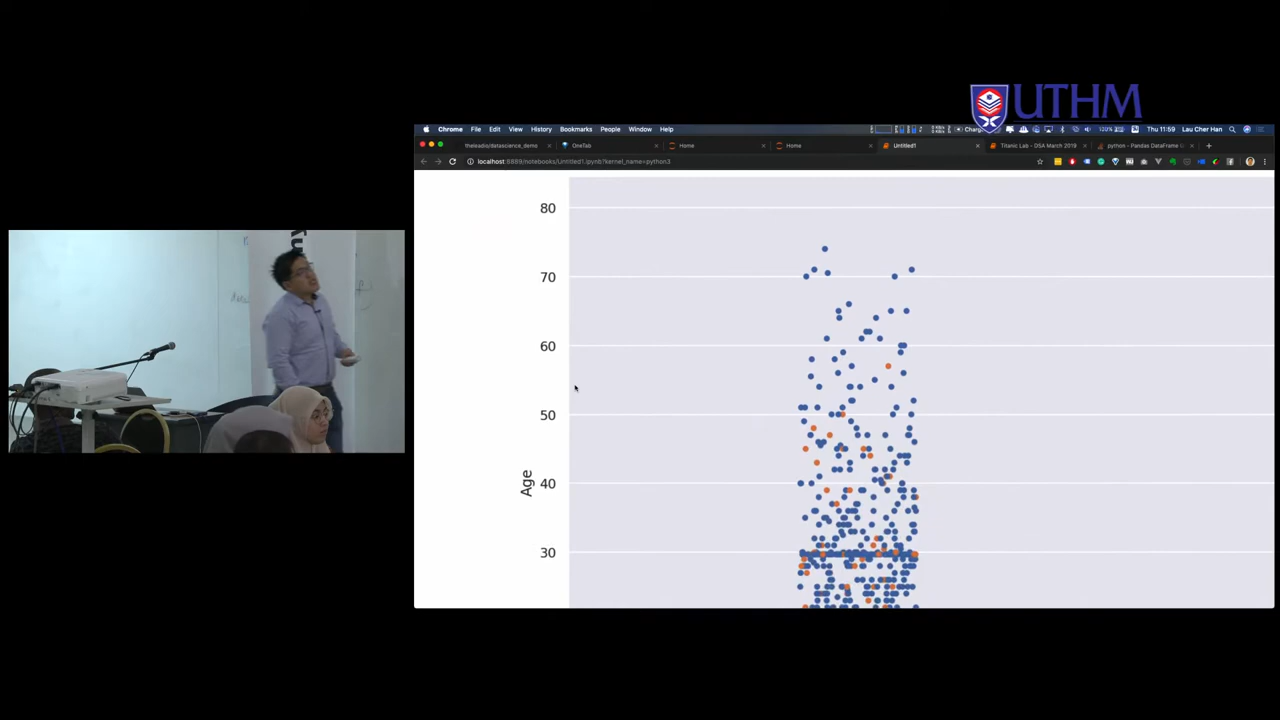 UTHM
Chrome File Edit View History Bookmarks People Window Help
120% Thu 11:59 Lau Cher Han
theleadio/datascience_demo OneTab Home Home Untitled1 Titanic Lab - DSA March 2019 python - Pandas DataFrame
localhost:8889/notebooks/Untitled1.ipynb?kernel_name=python3
80
70
60
50
40
30
Age